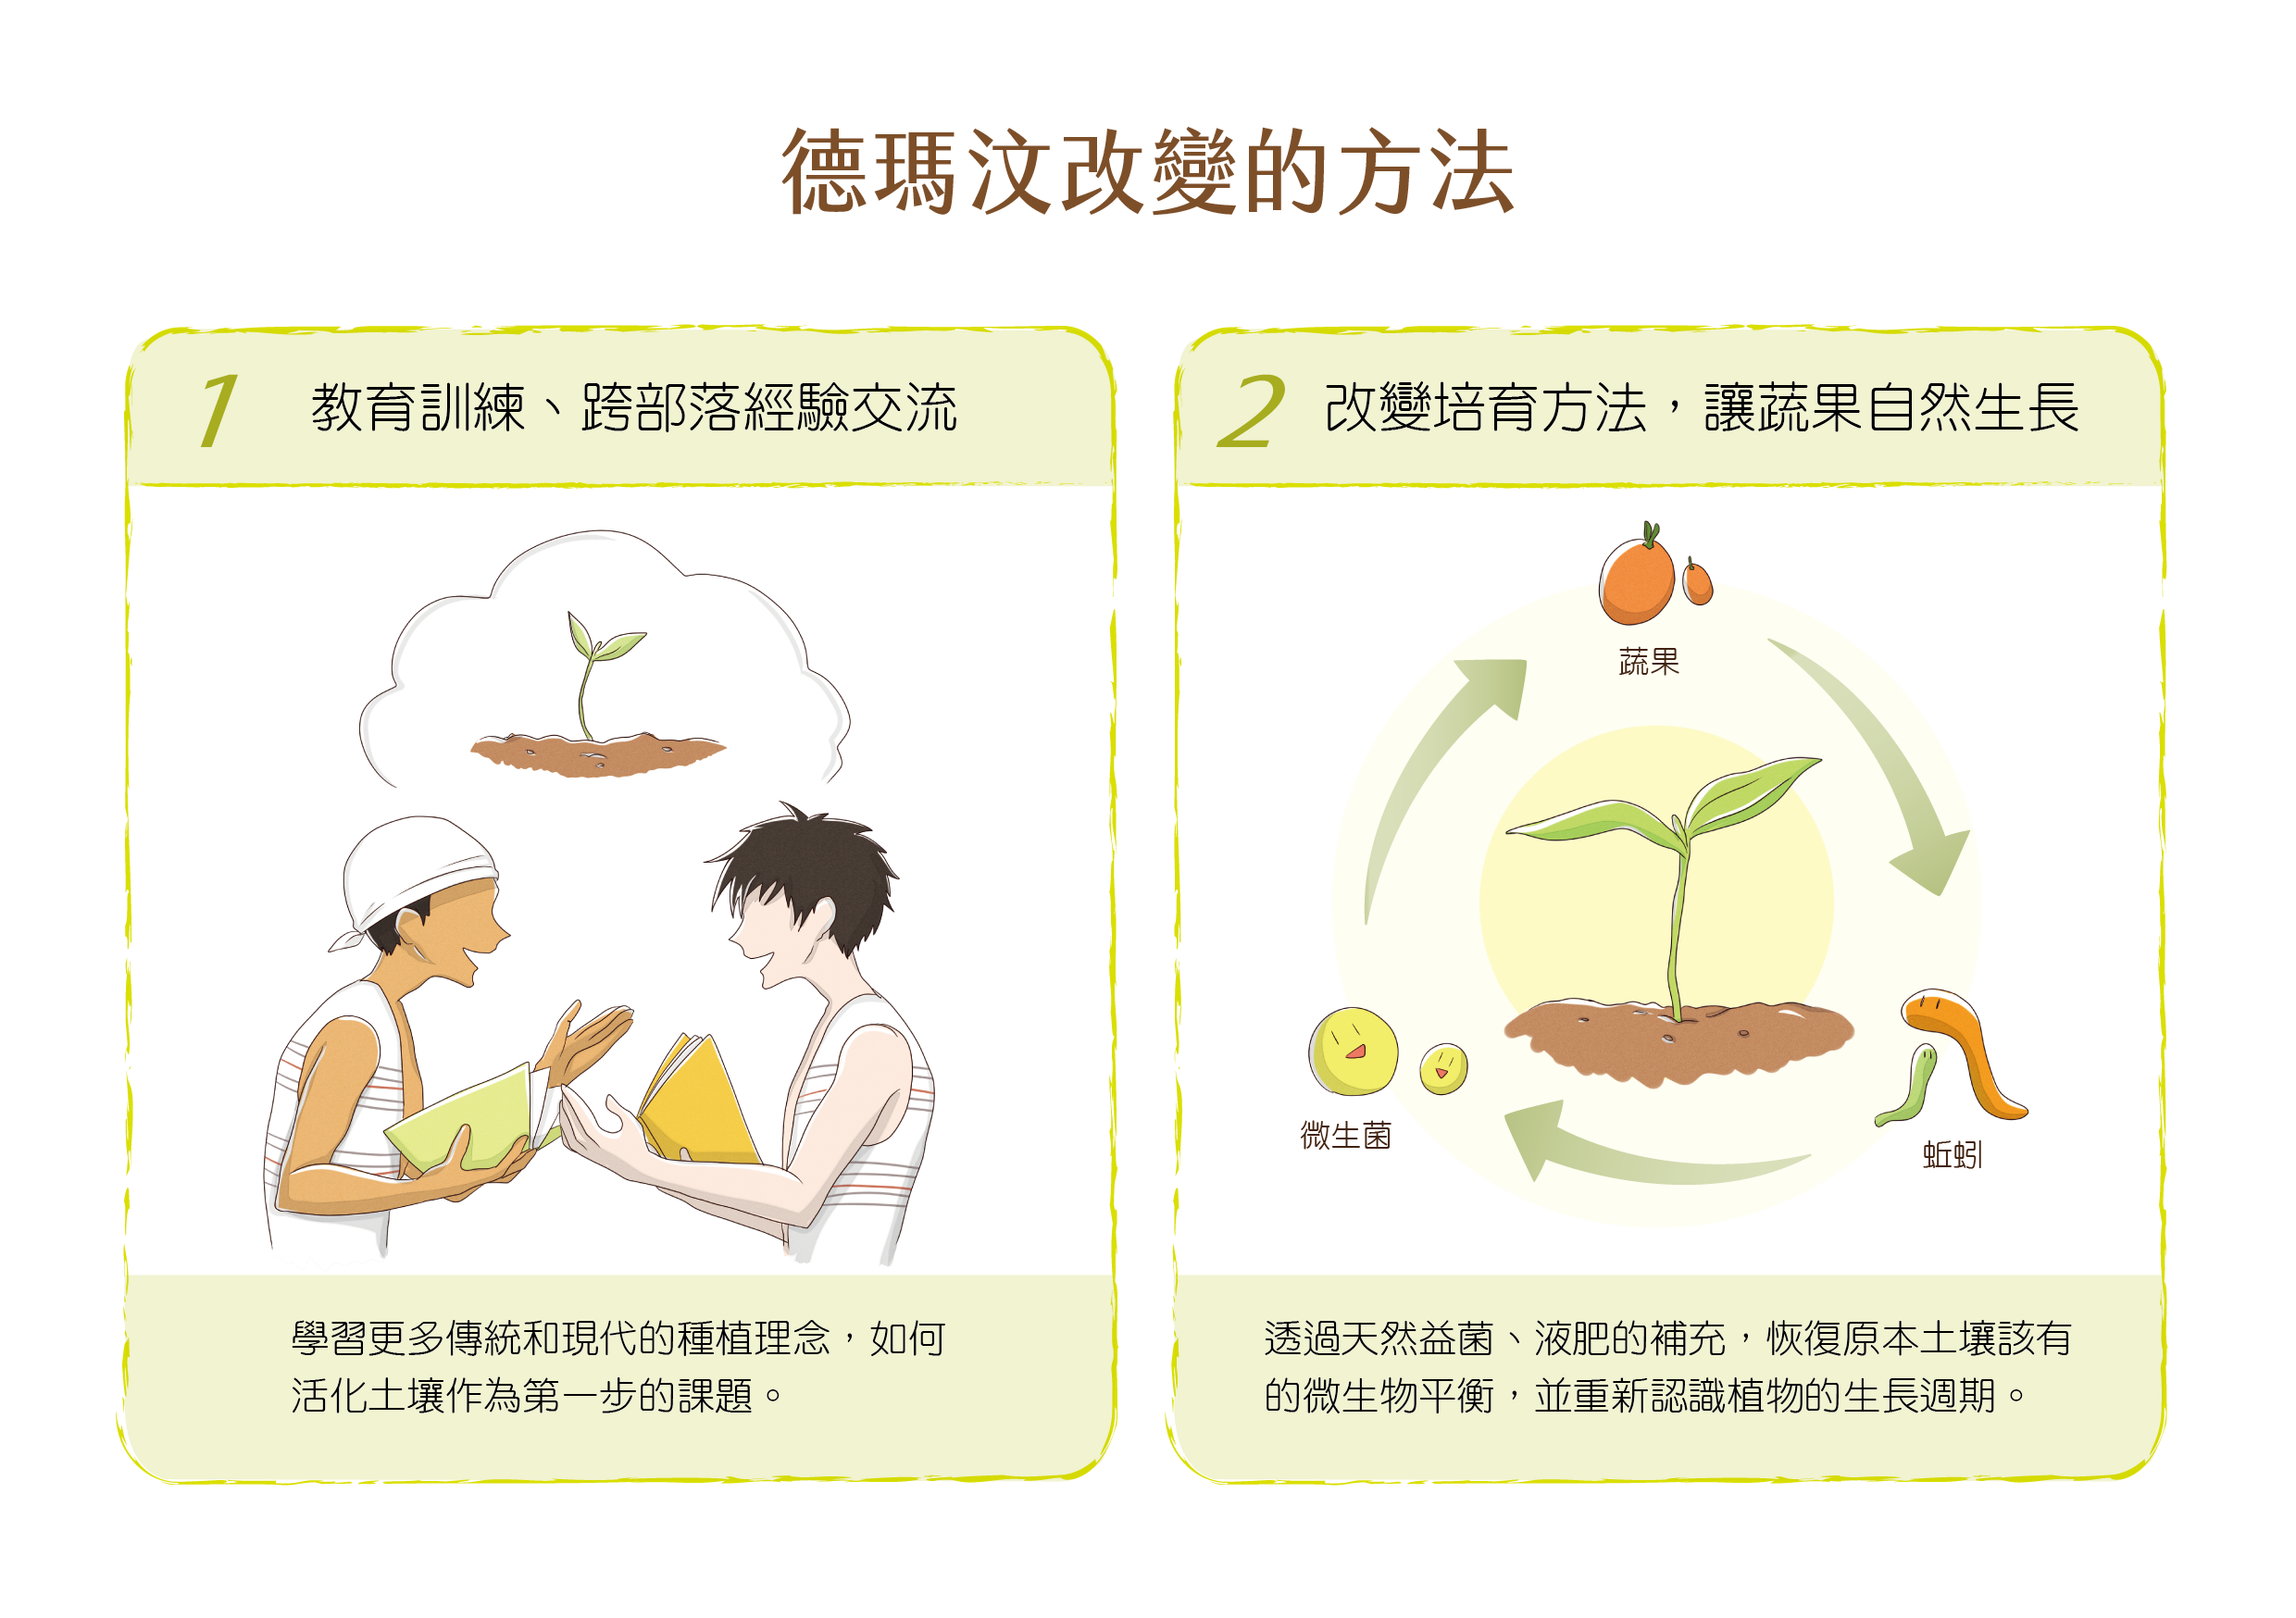 德瑪汶改變的方法
1 教育訓練、跨部落經驗交流
學習更多傳統和現代的種植理念，如何
活化土壤作為第一步的課題。
2 改變培育方法，讓蔬果自然生長
蔬果
微生菌
蚯蚓
透過天然益菌、液肥的補充，恢復原本土壤該有
的微生物平衡，並重新認識植物的生長週期。